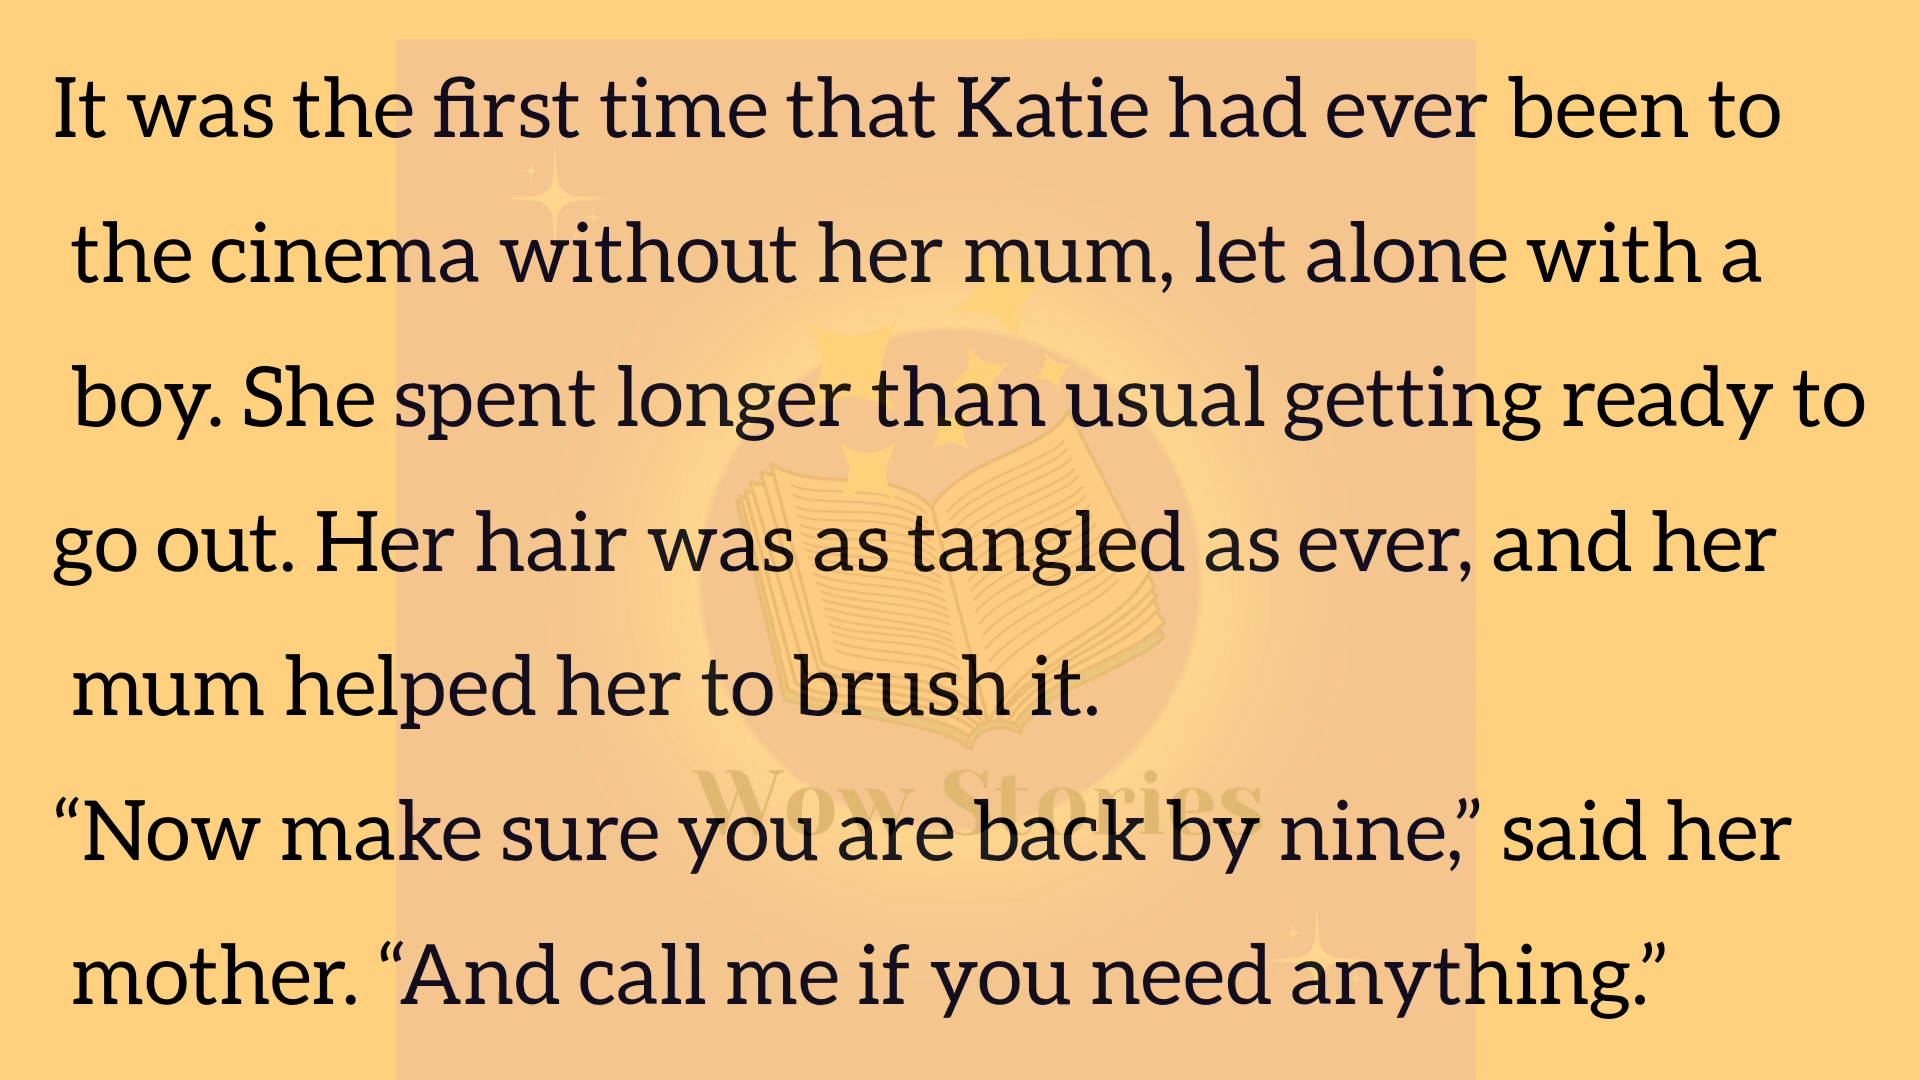 It was the first time that Katie had ever been to
the cinema without her mum, let alone with a
boy. She spent longer than usual getting ready to
go out. Her hair was as tangled as ever, and her
mum helped her to brush it.
“Now make sure you are back by nine,” said her
mother. “And call me if you need anything.”
Wow Stories